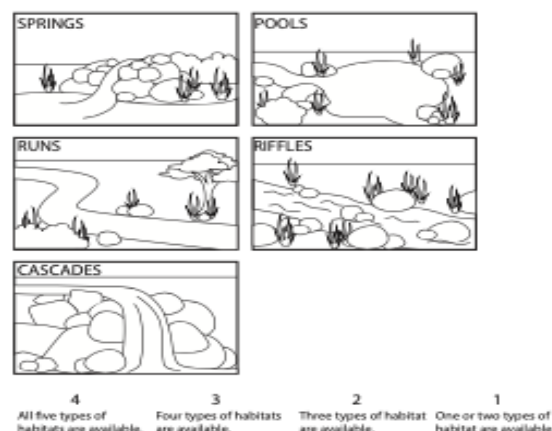 SPRINGS
POOLS
RUNS
RIFFLES
CASCADES
4 3 2 1
All five types of habitats are available.
Four types of habitats are available.
Three types of habitat are available.
One or two types of habitat are available